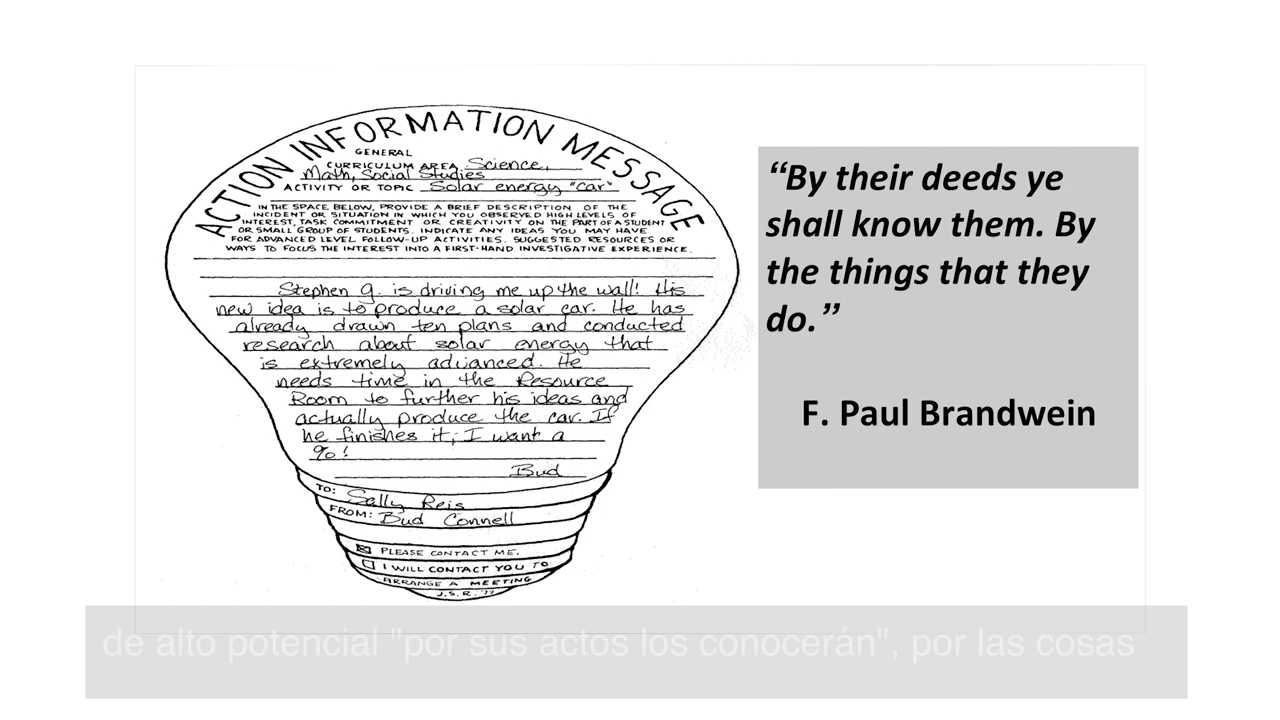 ACTION INFORMATION MESSAGE
GENERAL
CURRICULUM AREA Science,
Math, Social Studies
ACTIVITY OR TOPIC Solar energy "car"
IN THE SPACE BELOW, PROVIDE A BRIEF DESCRIPTION OF THE
INCIDENT OR SITUATION IN WHICH YOU OBSERVED HIGH LEVELS OF
INTEREST, TASK COMMITMENT OR CREATIVITY ON THE PART OF A STUDENT
OR SMALL GROUP OF STUDENTS. INDICATE ANY IDEAS YOU MAY HAVE
FOR ADVANCED LEVEL FOLLOW-UP ACTIVITIES, SUGGESTED RESOURCES OR
WAYS TO FOCUS THE INTEREST INTO A FIRST-HAND INVESTIGATIVE EXPERIENCE.
Stephen g. is driving me up the wall! His
new idea is to produce a solar car. He has
already drawn ten plans and conducted
research about solar energy that
is extremely advanced. He
needs time in the Resource
Room to further his ideas and
actually produce the car. If
he finishes it, I want a
%!
Bud
TO: Sally Reis
FROM: Bud Connell
PLEASE CONTACT ME.
I WILL CONTACT YOU TO
ARRANGE A MEETING
J.S.R. '77
“By their deeds ye
shall know them. By
the things that they
do.”
F. Paul Brandwein
de alto potencial "por sus actos los conocerán", por las cosas